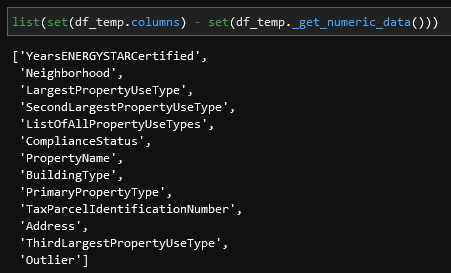 list(set(df_temp.columns) - set(df_temp._get_numeric_data()))
['YearsENERGYSTARCertified',
'Neighborhood',
'LargestPropertyUseType',
'SecondLargestPropertyUseType',
'ListOfAllPropertyUseTypes',
'ComplianceStatus',
'PropertyName',
'BuildingType',
'PrimaryPropertyType',
'TaxParcelIdentificationNumber',
'Address',
'ThirdLargestPropertyUseType',
'Outlier']